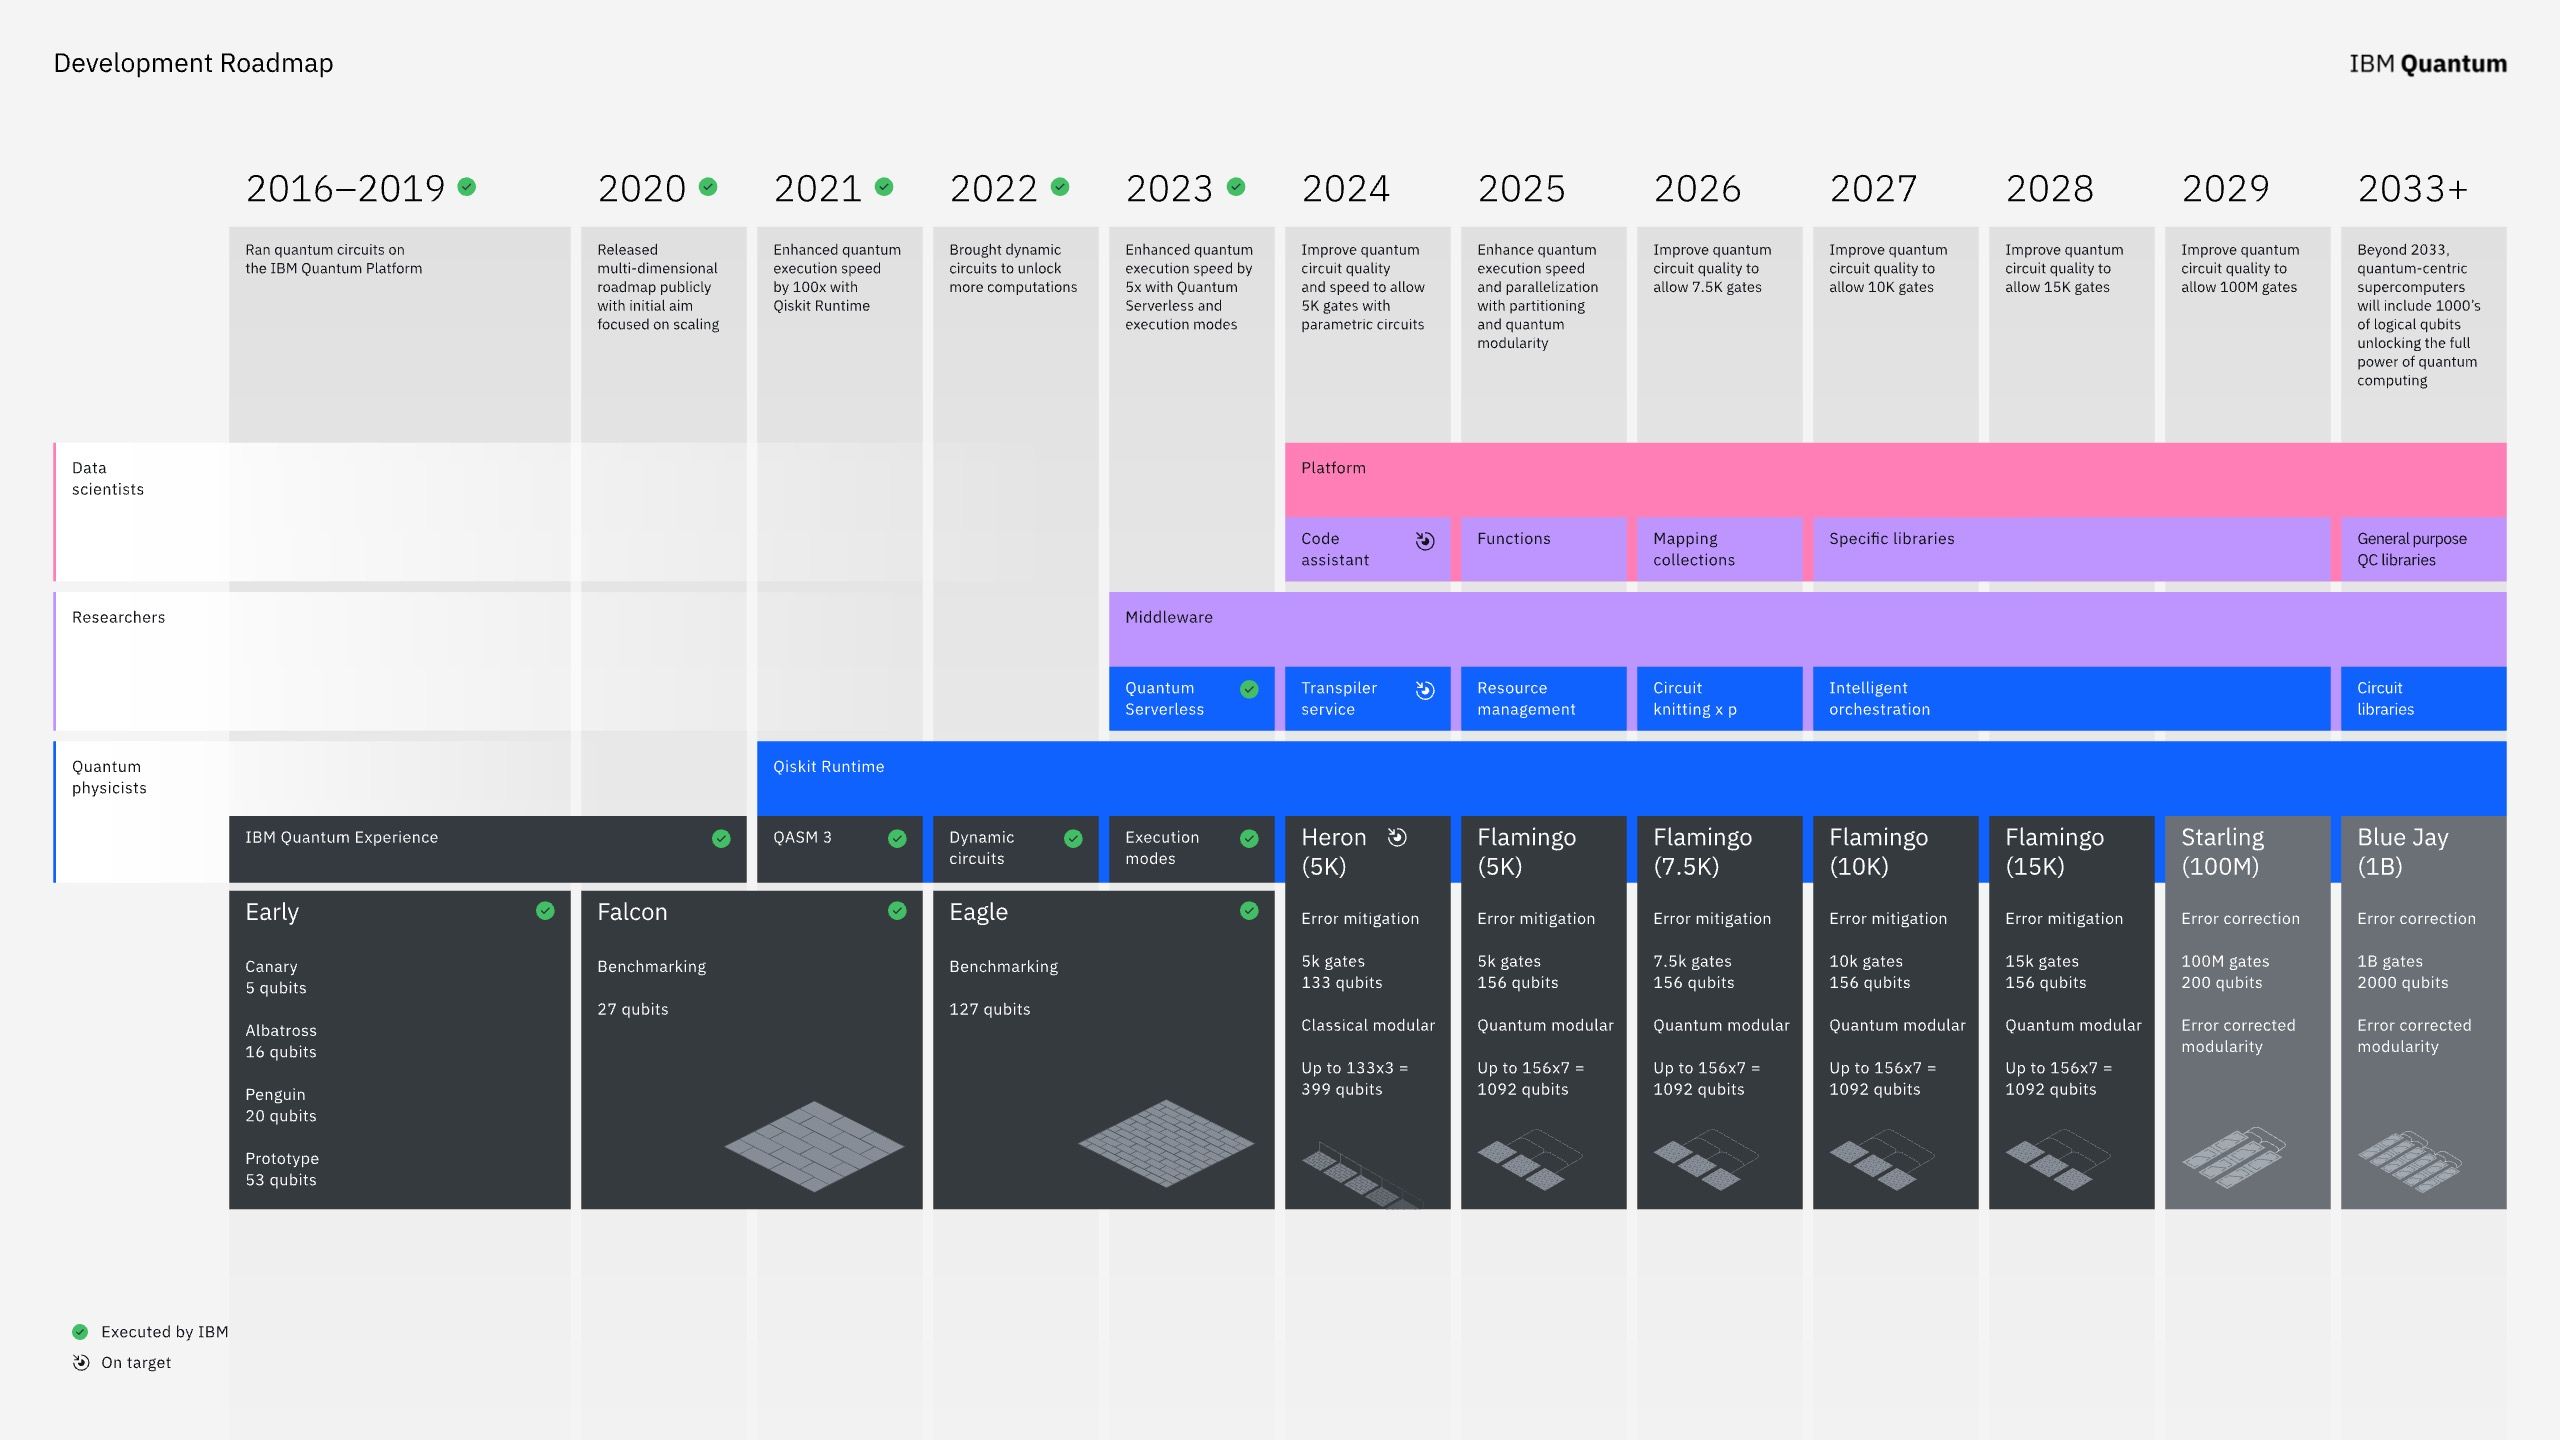 Development Roadmap
IBM Quantum
2016–2019
2020
2021
2022
2023
2024
2025
2026
2027
2028
2029
2033+
Ran quantum circuits on
the IBM Quantum Platform
Released
multi-dimensional
roadmap publicly
with initial aim
focused on scaling
Enhanced quantum
execution speed
by 100x with
Qiskit Runtime
Brought dynamic
circuits to unlock
more computations
Enhanced quantum
execution speed by
5x with Quantum
Serverless and
execution modes
Improve quantum
circuit quality
and speed to allow
5K gates with
parametric circuits
Enhance quantum
execution speed
and parallelization
with partitioning
and quantum
modularity
Improve quantum
circuit quality to
allow 7.5K gates
Improve quantum
circuit quality to
allow 10K gates
Improve quantum
circuit quality to
allow 15K gates
Improve quantum
circuit quality to
allow 100M gates
Beyond 2033,
quantum-centric
supercomputers
will include 1000's
of logical qubits
unlocking the full
power of quantum
computing
Data
scientists
Platform
Code
assistant
Functions
Mapping
collections
Specific libraries
General purpose
QC libraries
Researchers
Middleware
Quantum
Serverless
Transpiler
service
Resource
management
Circuit
knitting x p
Intelligent
orchestration
Circuit
libraries
Quantum
physicists
Qiskit Runtime
IBM Quantum Experience
QASM 3
Dynamic
circuits
Execution
modes
Early
Canary
5 qubits
Albatross
16 qubits
Penguin
20 qubits
Prototype
53 qubits
Falcon
Benchmarking
27 qubits
Eagle
Benchmarking
127 qubits
Heron
(5K)
Error mitigation
5k gates
133 qubits
Classical modular
Up to 133x3 =
399 qubits
Flamingo
(5K)
Error mitigation
5k gates
156 qubits
Quantum modular
Up to 156x7 =
1092 qubits
Flamingo
(7.5K)
Error mitigation
7.5k gates
156 qubits
Quantum modular
Up to 156x7 =
1092 qubits
Flamingo
(10K)
Error mitigation
10k gates
156 qubits
Quantum modular
Up to 156x7 =
1092 qubits
Flamingo
(15K)
Error mitigation
15k gates
156 qubits
Quantum modular
Up to 156x7 =
1092 qubits
Starling
(100M)
Error correction
100M gates
200 qubits
Error corrected
modularity
Blue Jay
(1B)
Error correction
1B gates
2000 qubits
Error corrected
modularity
Executed by IBM
On target